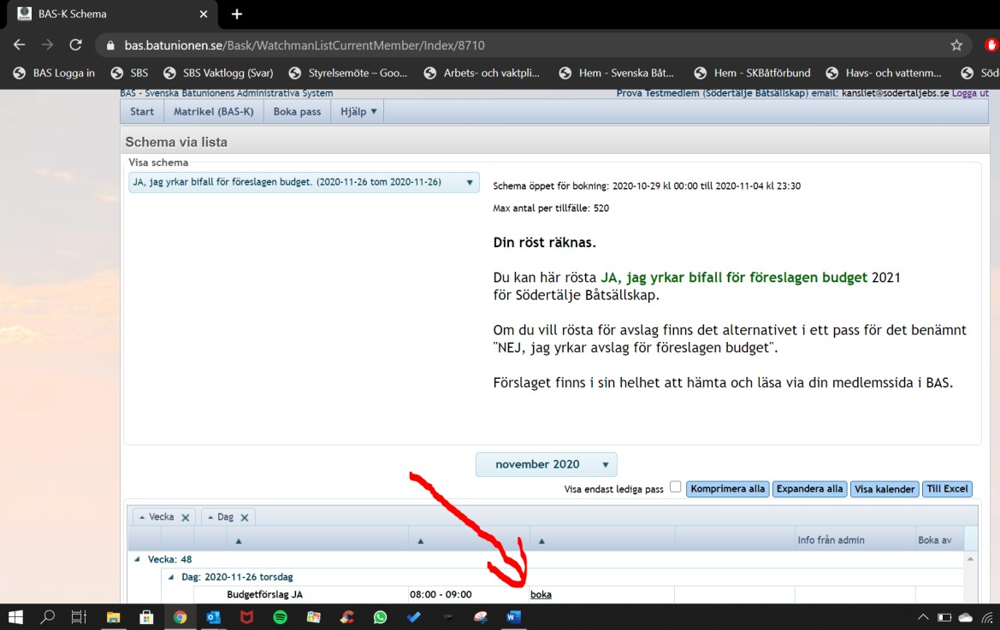 BAS-K Schema
bas.batunionen.se/Bask/WatchmanListCurrentMember/Index/8710
BAS Logga in SBS SBS Vaktlogg (Svar) Styrelsemöte – Goo... Arbets- och vaktpli... Hem - Svenska Båt... Hem - SKBåtförbund Havs- och vattenm... Söd
BAS - Svenska Båtunionens Administrativa System Prova Testmedlem (Södertälje Båtsällskap) email: kansliet@sodertaljebs.se Logga ut
Start Matrikel (BAS-K) Boka pass Hjälp ▼
Schema via lista
Visa schema
JA, jag yrkar bifall för föreslagen budget. (2020-11-26 tom 2020-11-26)
Schema öppet för bokning: 2020-10-29 kl 00:00 till 2020-11-04 kl 23:30
Max antal per tillfälle: 520
Din röst räknas.
Du kan här rösta JA, jag yrkar bifall för föreslagen budget 2021
för Södertälje Båtsällskap.
Om du vill rösta för avslag finns det alternativet i ett pass för det benämnt
"NEJ, jag yrkar avslag för föreslagen budget".
Förslaget finns i sin helhet att hämta och läsa via din medlemssida i BAS.
november 2020
Visa endast lediga pass Komprimera alla Expandera alla Visa kalender Till Excel
Vecka Dag
Info från admin Boka av
Vecka: 48
Dag: 2020-11-26 torsdag
Budgetförslag JA 08:00 - 09:00 boka